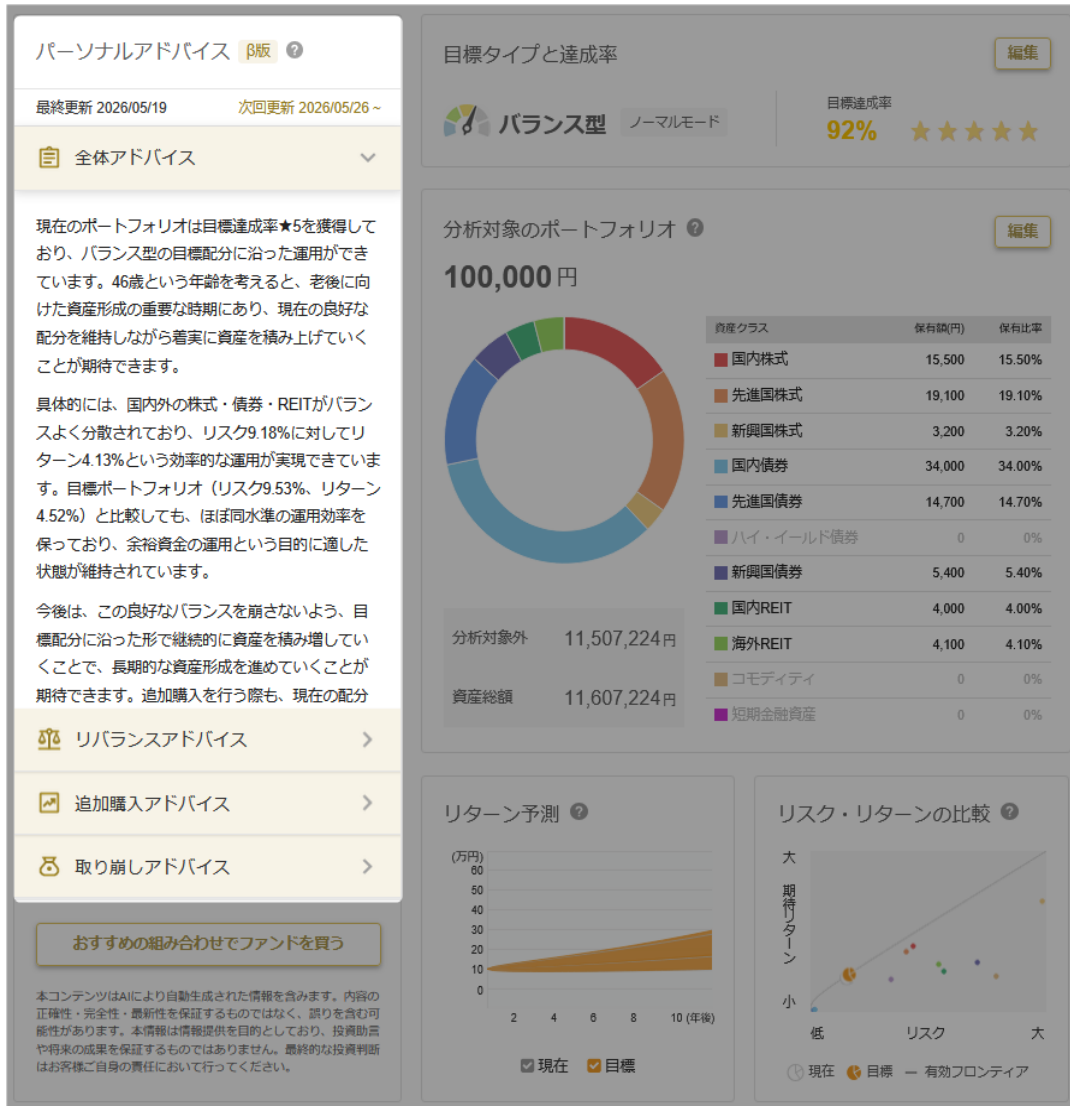 パーソナルアドバイス β版 ?
最終更新 2026/05/19 次回更新 2026/05/26 ~
全体アドバイス
現在のポートフォリオは目標達成率★5を獲得して
おり、バランス型の目標配分に沿った運用ができ
ています。46歳という年齢を考えると、老後に向
けた資産形成の重要な時期にあり、現在の良好な
配分を維持しながら着実に資産を積み上げていく
ことが期待できます。
具体的には、国内外の株式・債券・REITがバラン
スよく分散されており、リスク9.18%に対してリ
ターン4.13%という効率的な運用が実現できていま
す。目標ポートフォリオ（リスク9.53%、リターン
4.52%）と比較しても、ほぼ同水準の運用効率を
保っており、余裕資金の運用という目的に適した
状態が維持されています。
今後は、この良好なバランスを崩さないよう、目
標配分に沿った形で継続的に資産を積み増してい
くことで、長期的な資産形成を進めていくことが
期待できます。追加購入を行う際も、現在の配分
リバランスアドバイス
追加購入アドバイス
取り崩しアドバイス
おすすめの組み合わせでファンドを買う
本コンテンツはAIにより自動生成された情報を含みます。内容の
正確性・完全性・最新性を保証するものではなく、誤りを含む可
能性があります。本情報は情報提供を目的としており、投資助言
や将来の成果を保証するものではありません。最終的な投資判断
はお客様ご自身の責任において行ってください。
目標タイプと達成率 編集
バランス型 ノーマルモード
目標達成率
92% ★★★★★
分析対象のポートフォリオ ? 編集
100,000円
資産クラス 保有額(円) 保有比率
国内株式 15,500 15.50%
先進国株式 19,100 19.10%
新興国株式 3,200 3.20%
国内債券 34,000 34.00%
先進国債券 14,700 14.70%
ハイ・イールド債券 0 0%
新興国債券 5,400 5.40%
国内REIT 4,000 4.00%
海外REIT 4,100 4.10%
コモディティ 0 0%
短期金融資産 0 0%
分析対象外 11,507,224円
資産総額 11,607,224円
リターン予測 ?
(万円)
60
50
40
30
20
10
0
2 4 6 8 10 (年後)
現在 目標
リスク・リターンの比較 ?
大
期待リターン
小
低 リスク 大
現在 目標 ー 有効フロンティア